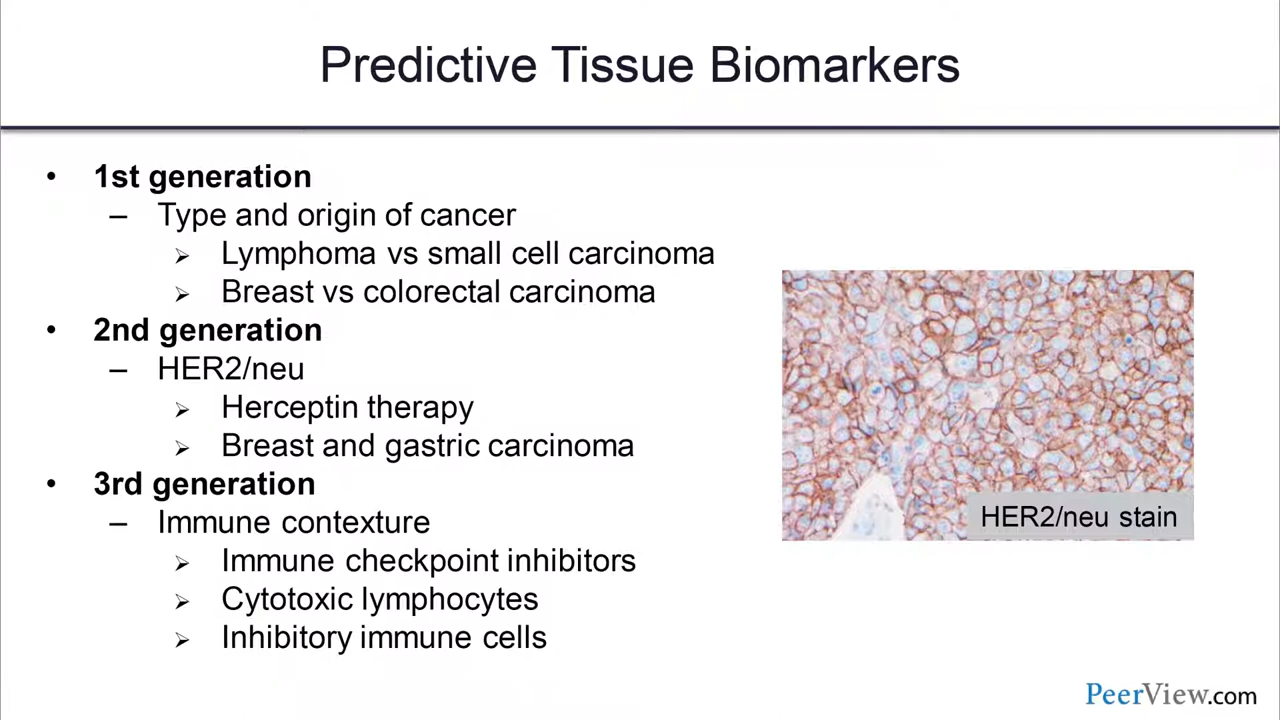 Predictive Tissue Biomarkers
• 1st generation
– Type and origin of cancer
➢ Lymphoma vs small cell carcinoma
➢ Breast vs colorectal carcinoma
• 2nd generation
– HER2/neu
➢ Herceptin therapy
➢ Breast and gastric carcinoma
• 3rd generation
– Immune contexture
➢ Immune checkpoint inhibitors
➢ Cytotoxic lymphocytes
➢ Inhibitory immune cells
HER2/neu stain
PeerView.com